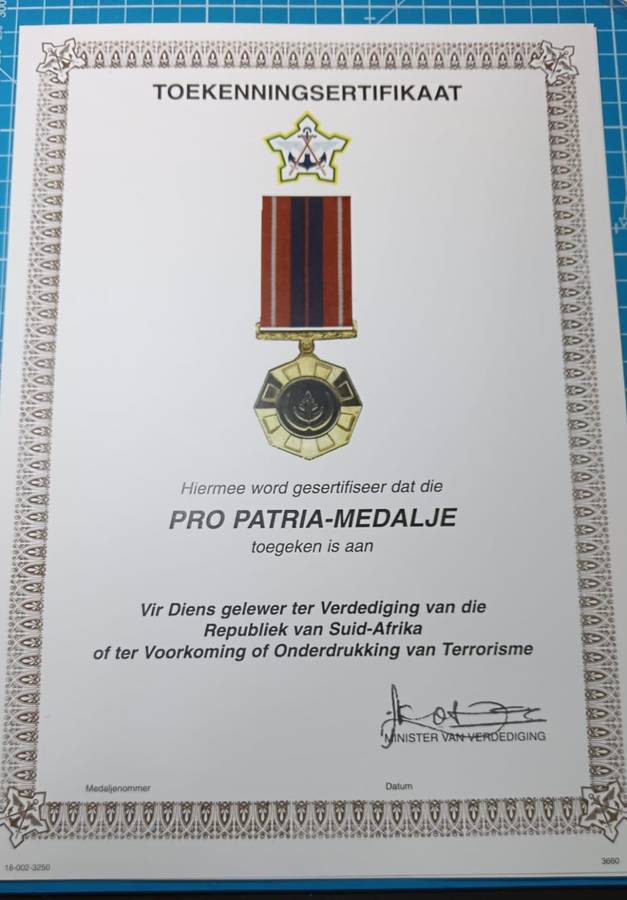 TOEKENNINGSERTIFIKAAT
Hiermee word gesertifiseer dat die
PRO PATRIA-MEDALJE
toegeken is aan
Vir Diens gelewer ter Verdediging van die
Republiek van Suid-Afrika
of ter Voorkoming of Onderdrukking van Terrorisme
MINISTER VAN VERDEDIGING
Medaljenommer
Datum
16-002-3250
3660